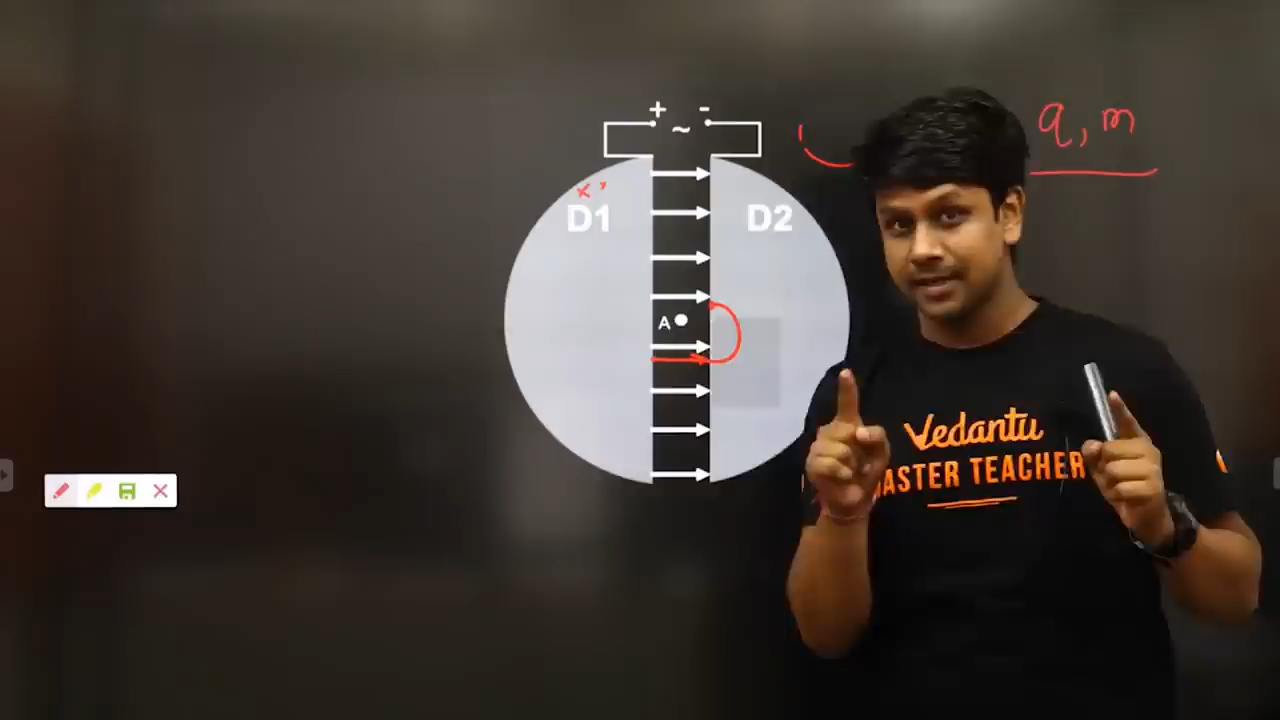 + -
~
q, m
D1 D2
A
Vedantu
MASTER TEACHER